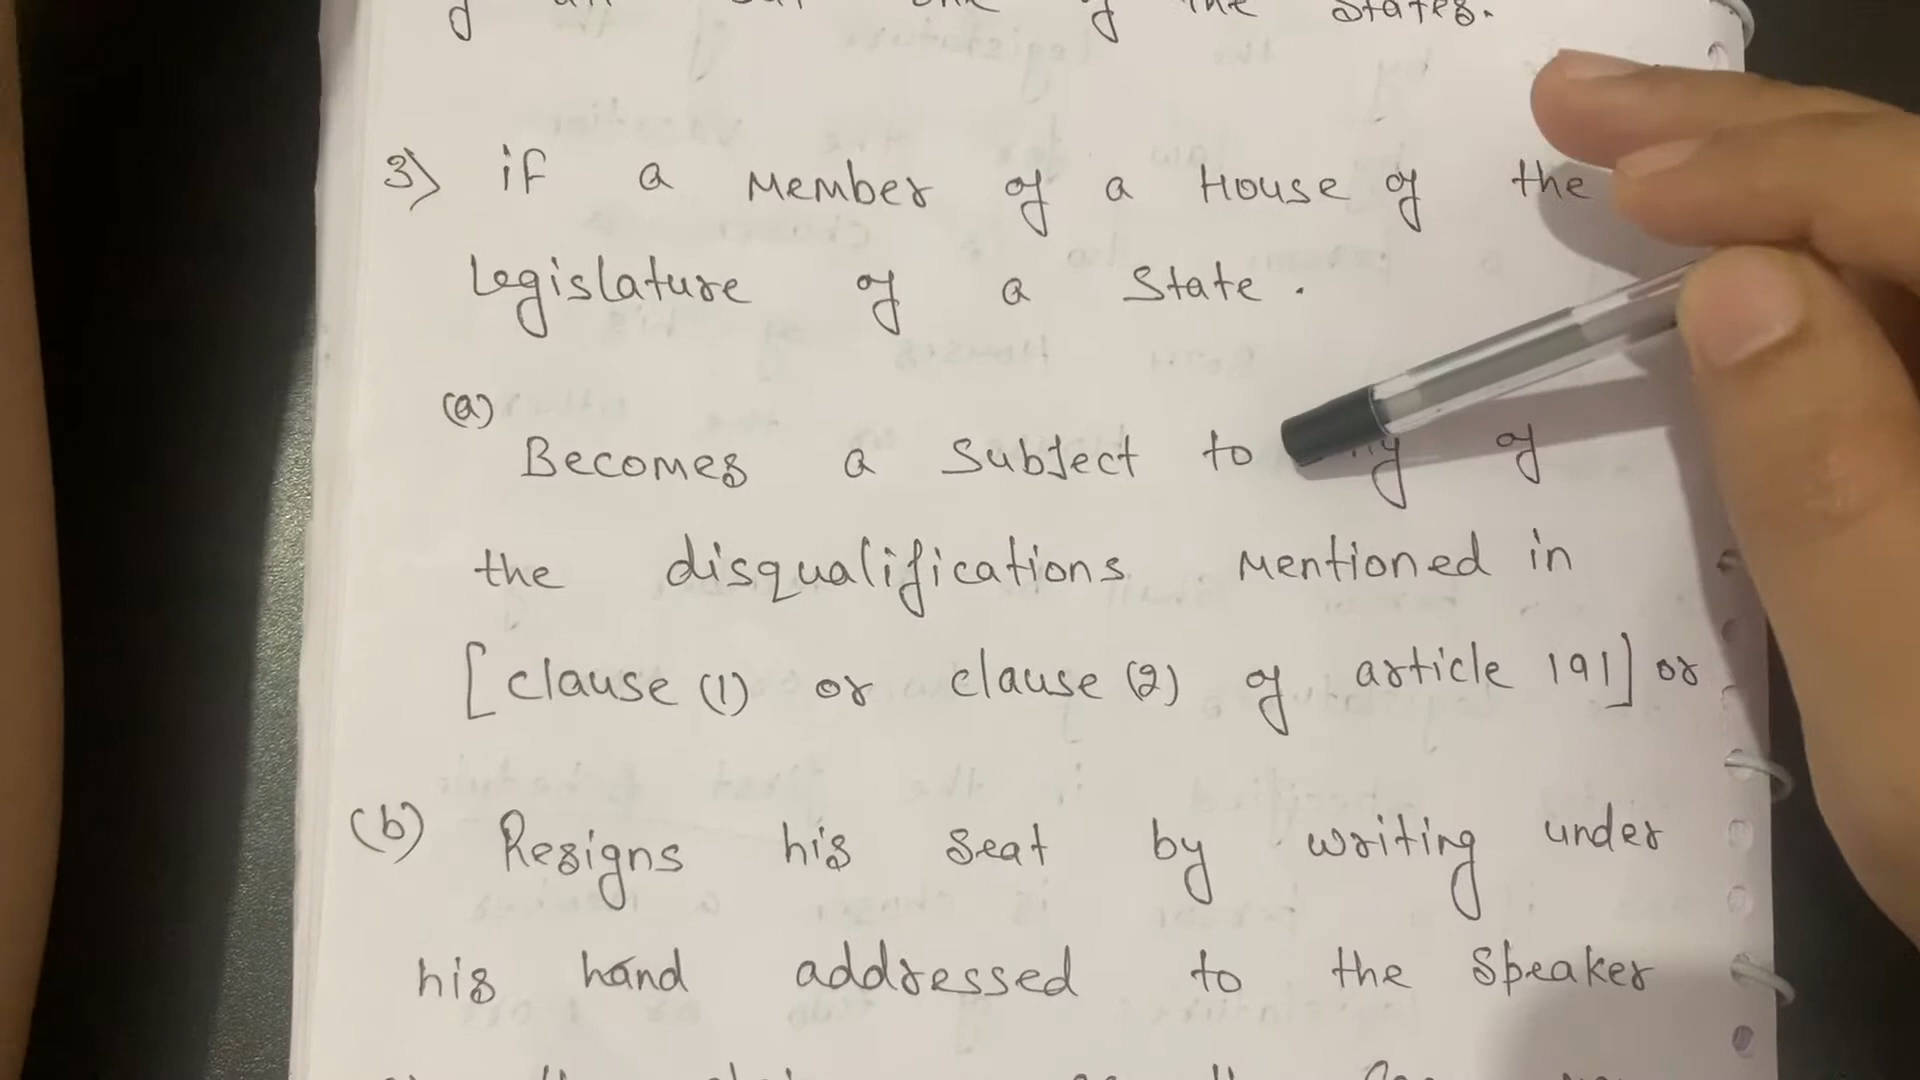 the States.
3) if a Member of a House of the
Legislature of a State.
(a)
Becomes a Subject to of
the disqualifications Mentioned in
[clause (1) or clause (2) of article 191] or
(b) Resigns his seat by writing under
his hand addressed to the Speaker